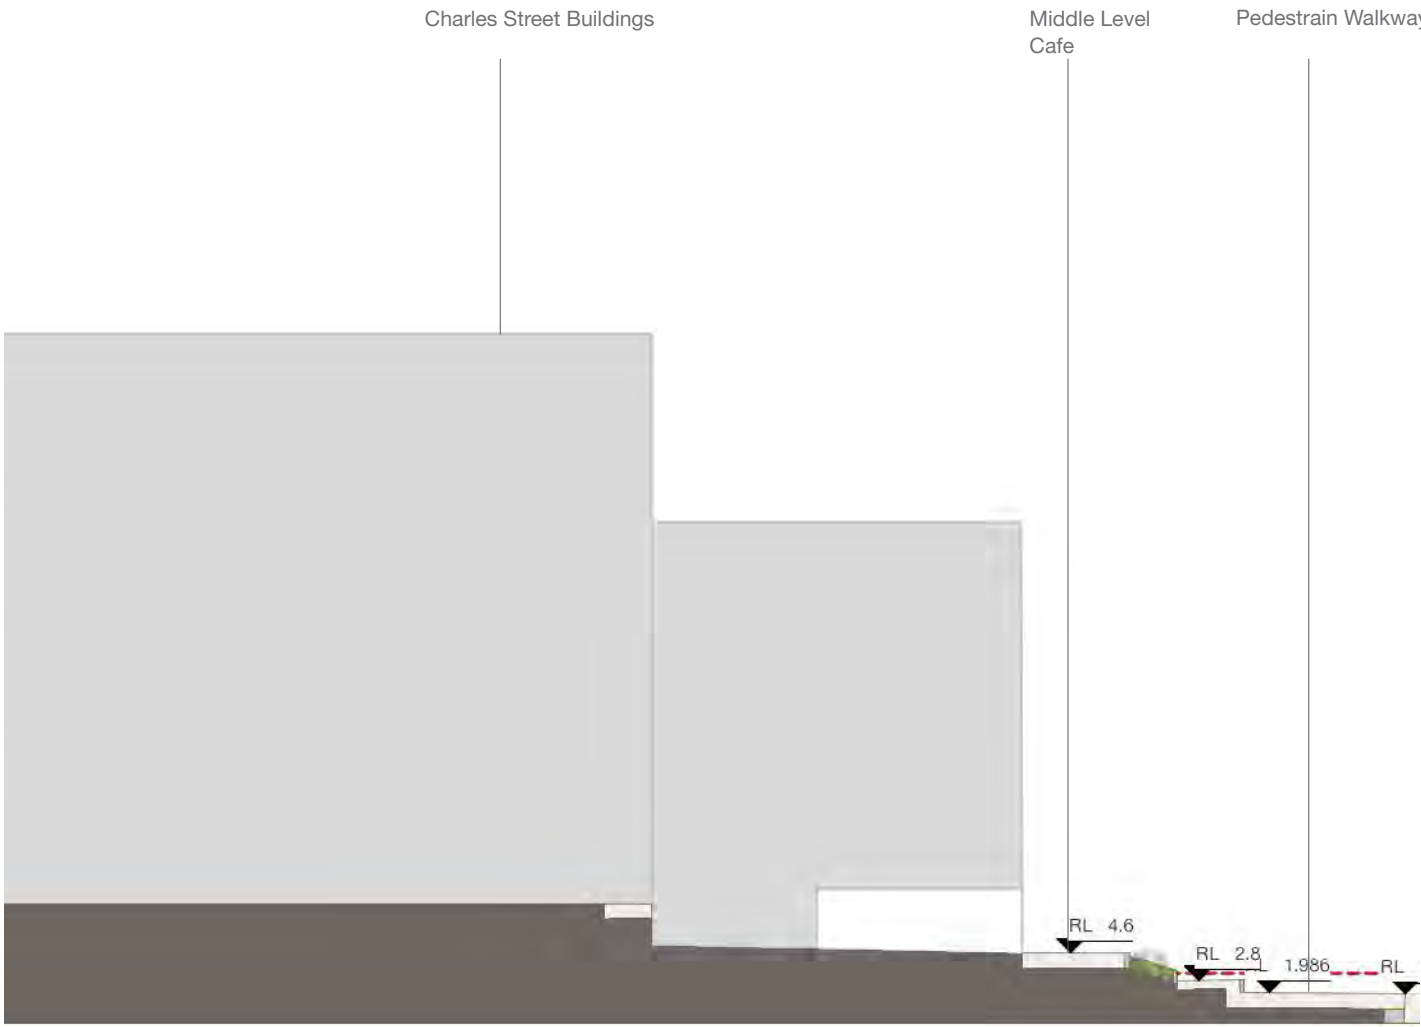 Charles Street Buildings
Middle Level
Cafe
Pedestrain Walkway
RL 4.6
RL 2.8
L 1.986
RL